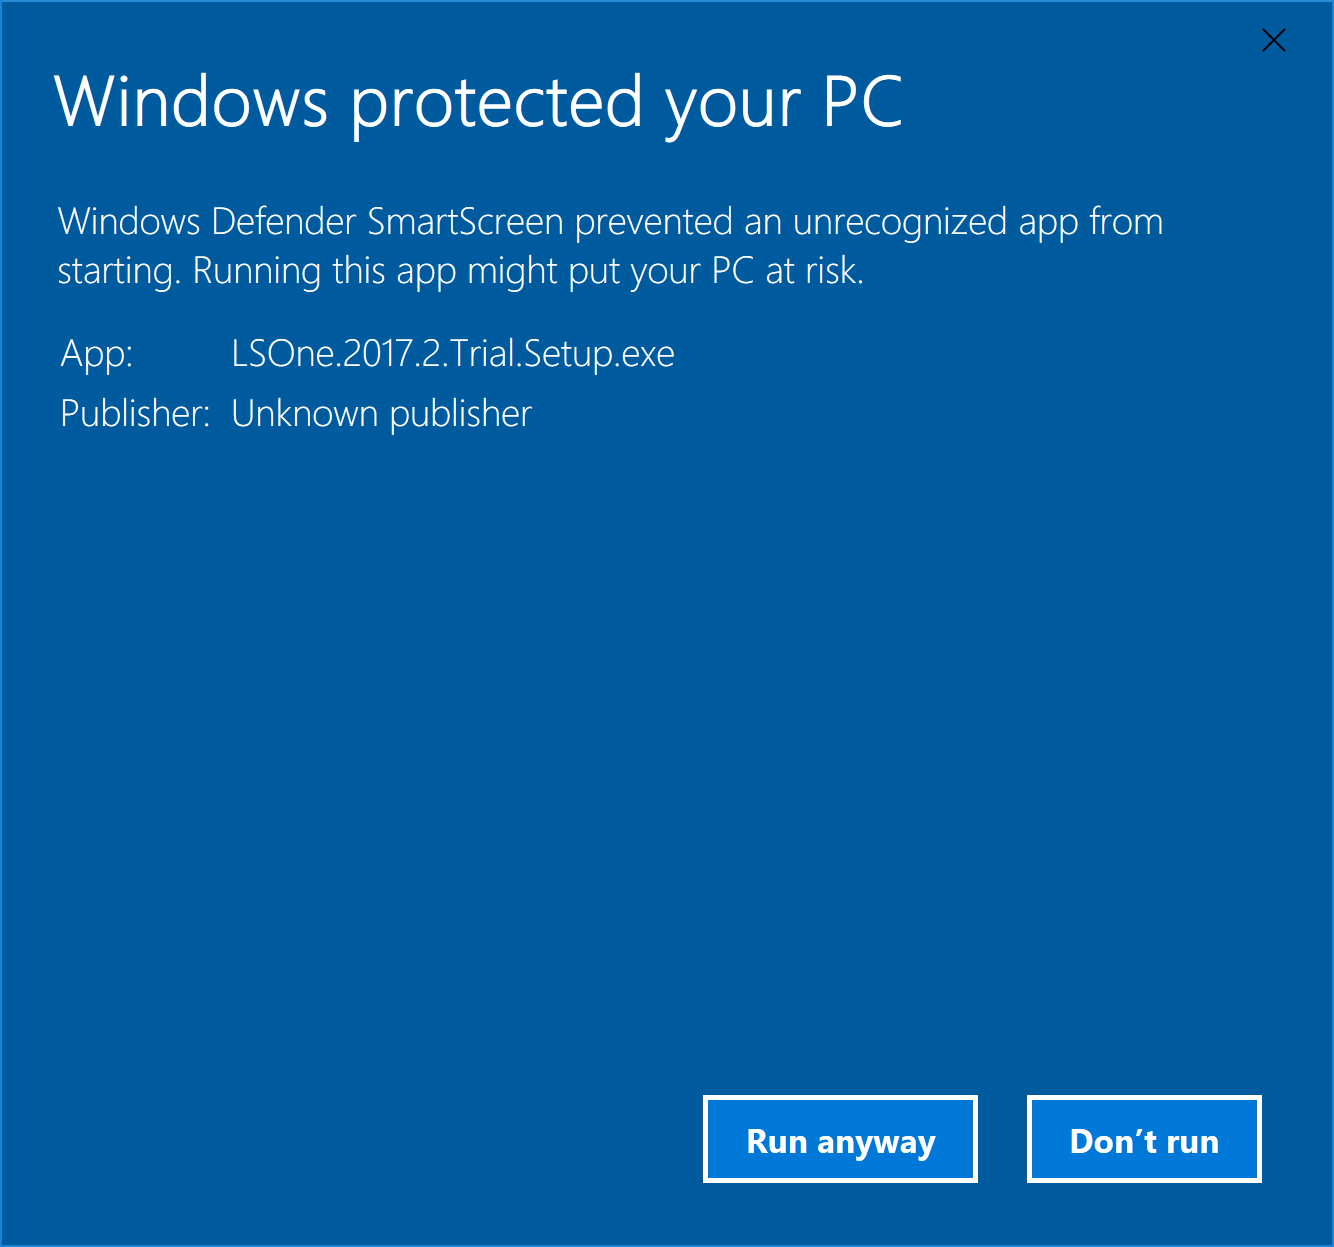 Windows protected your PC
Windows Defender SmartScreen prevented an unrecognized app from
starting. Running this app might put your PC at risk.
App: LSOne.2017.2.Trial.Setup.exe
Publisher: Unknown publisher
Run anyway Don’t run